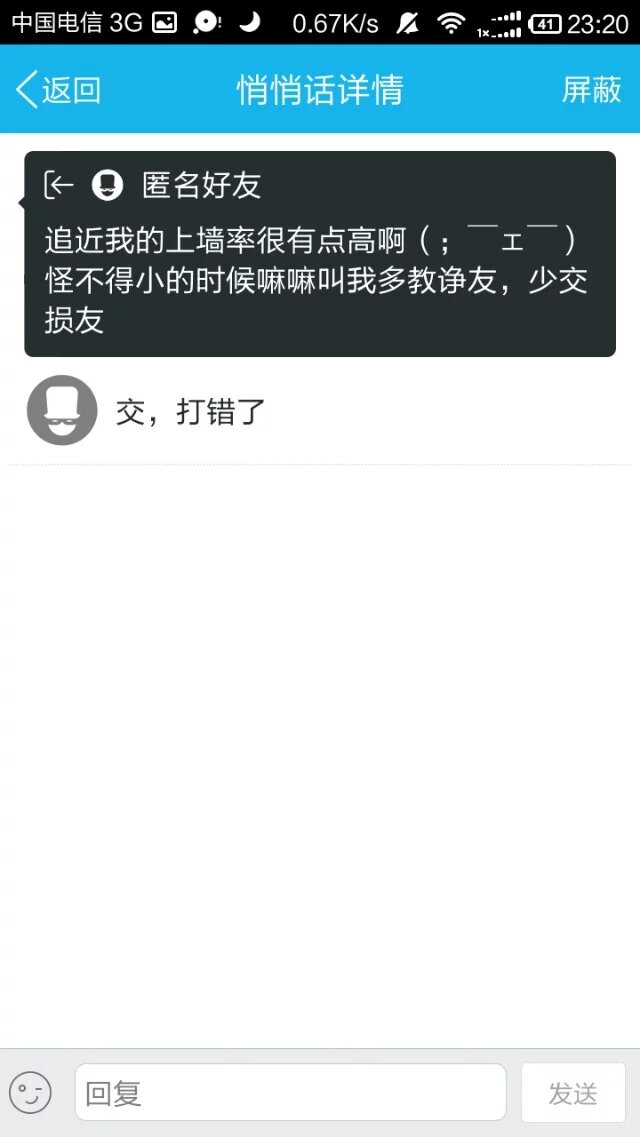 中国电信 3G 0.67K/s 1x 41 23:20
返回 悄悄话详情 屏蔽
匿名好友
追近我的上墙率很有点高啊（；￣ェ￣）
怪不得小的时候嘛嘛叫我多教诤友，少交
损友
交，打错了
回复 发送